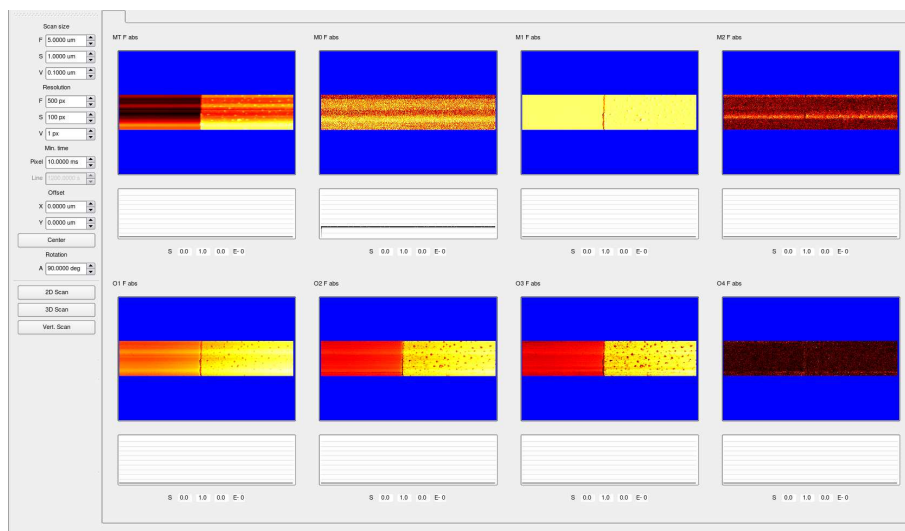 Scan size
F 5.0000 um
S 1.0000 um
V 0.1000 um
Resolution
F 500 px
S 100 px
V 1 px
Min. time
Pixel 10.0000 ms
Line
Offset
X 0.0000 um
Y 0.0000 um
Center
Rotation
A 90.0000 deg
2D Scan
3D Scan
Vert. Scan
MT F abs
M0 F abs
M1 F abs
M2 F abs
S 0.0 1.0 0.0 E- 0
S 0.0 1.0 0.0 E- 0
S 0.0 1.0 0.0 E- 0
S 0.0 1.0 0.0 E- 0
O1 F abs
O2 F abs
O3 F abs
O4 F abs
S 0.0 1.0 0.0 E- 0
S 0.0 1.0 0.0 E- 0
S 0.0 1.0 0.0 E- 0
S 0.0 1.0 0.0 E- 0